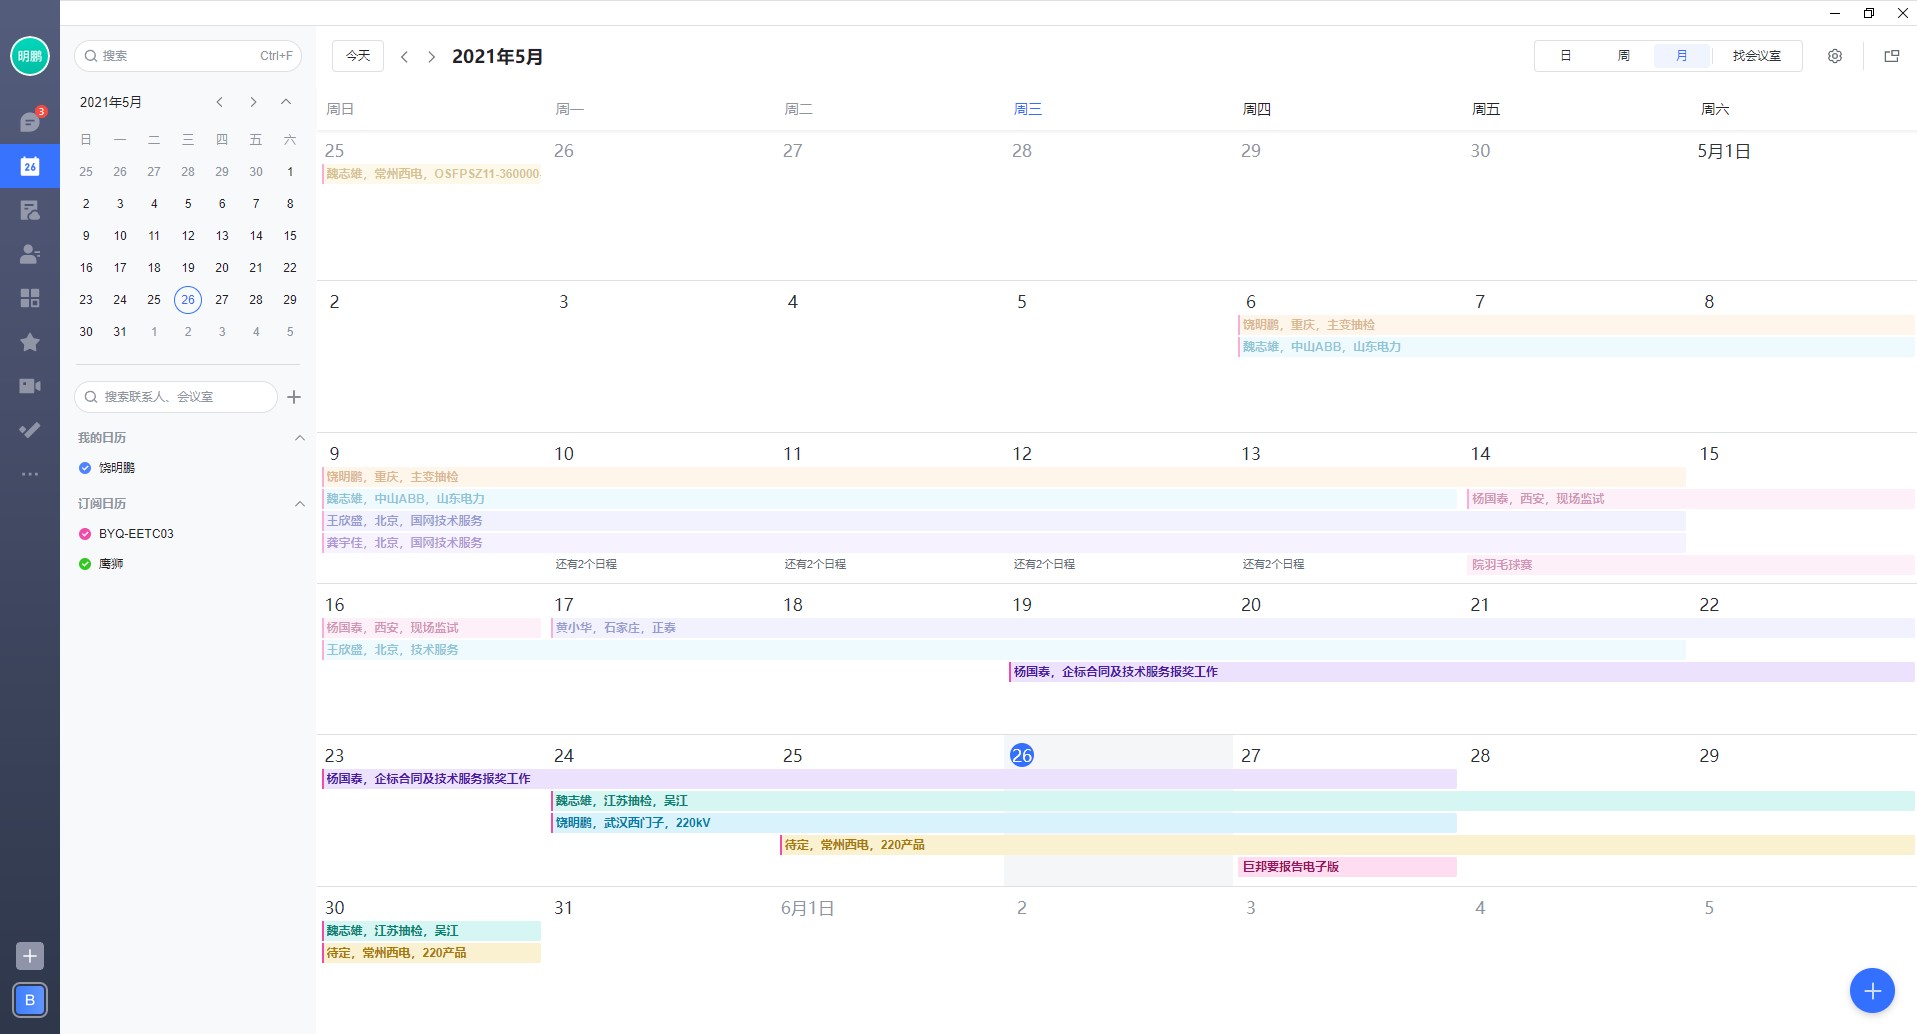 明鹏
3
26
B
搜索 Ctrl+F
2021年5月
日 一 二 三 四 五 六
25 26 27 28 29 30 1
2 3 4 5 6 7 8
9 10 11 12 13 14 15
16 17 18 19 20 21 22
23 24 25 26 27 28 29
30 31 1 2 3 4 5
搜索联系人、会议室
我的日历
饶明鹏
订阅日历
BYQ-EETC03
鹰狮
今天 2021年5月 日 周 月 找会议室
周日 周一 周二 周三 周四 周五 周六
25 26 27 28 29 30 5月1日
魏志雄，常州西电，OSFPSZ11-360000
2 3 4 5 6 7 8
饶明鹏，重庆，主变抽检
魏志雄，中山ABB，山东电力
9 10 11 12 13 14 15
饶明鹏，重庆，主变抽检
魏志雄，中山ABB，山东电力 杨国泰，西安，现场监试
王欣盛，北京，国网技术服务
龚宇佳，北京，国网技术服务
还有2个日程 还有2个日程 还有2个日程 还有2个日程 院羽毛球赛
16 17 18 19 20 21 22
杨国泰，西安，现场监试 黄小华，石家庄，正泰
王欣盛，北京，技术服务
杨国泰，企标合同及技术服务报奖工作
23 24 25 26 27 28 29
杨国泰，企标合同及技术服务报奖工作
魏志雄，江苏抽检，吴江
饶明鹏，武汉西门子，220kV
待定，常州西电，220产品
巨邦要报告电子版
30 31 6月1日 2 3 4 5
魏志雄，江苏抽检，吴江
待定，常州西电，220产品